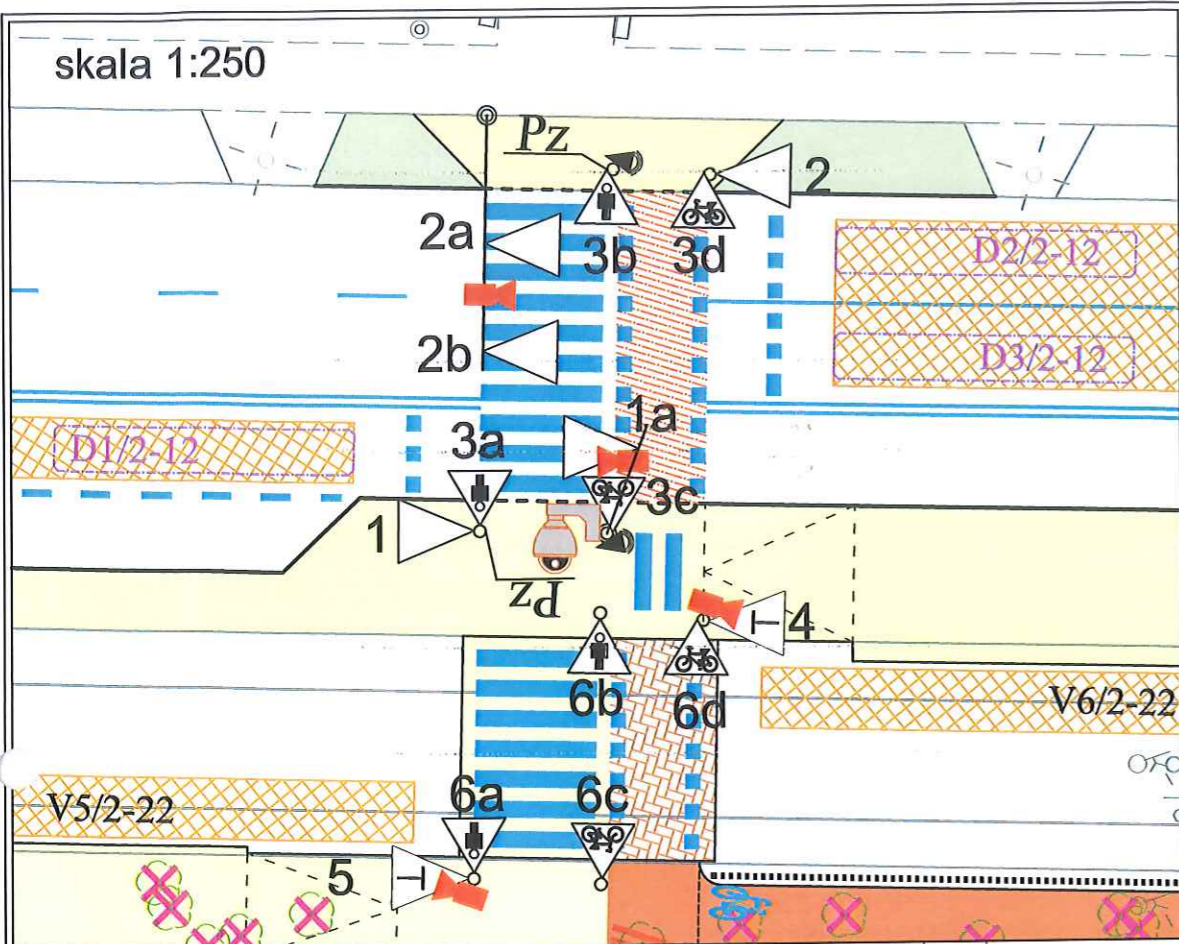 skala 1:250
Pz
2
2a
3b
3d
D2/2-12
2b
D3/2-12
1a
D1/2-12
3a
3c
1
Pz
4
6b
6d
V6/2-22
V5/2-22
6a
6c
5